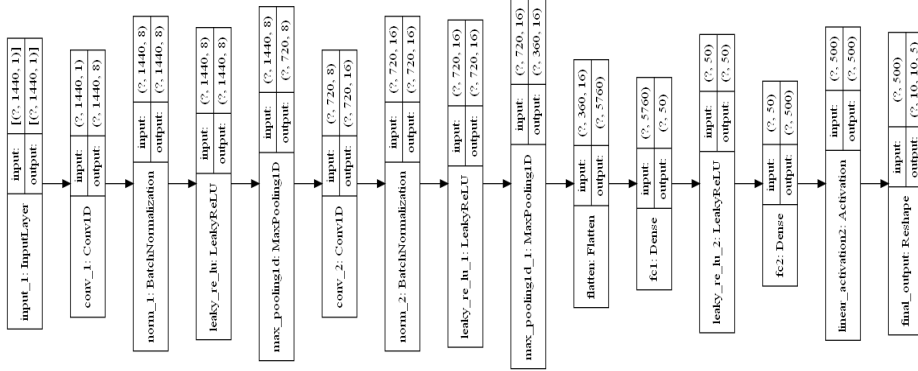 input_1: InputLayer
input: [(?, 1440, 1)]
output: [(?, 1440, 1)]
conv_1: Conv1D
input: (?, 1440, 1)
output: (?, 1440, 8)
norm_1: BatchNormalization
input: (?, 1440, 8)
output: (?, 1440, 8)
leaky_re_lu: LeakyReLU
input: (?, 1440, 8)
output: (?, 1440, 8)
max_pooling1d: MaxPooling1D
input: (?, 1440, 8)
output: (?, 720, 8)
conv_2: Conv1D
input: (?, 720, 8)
output: (?, 720, 16)
norm_2: BatchNormalization
input: (?, 720, 16)
output: (?, 720, 16)
leaky_re_lu_1: LeakyReLU
input: (?, 720, 16)
output: (?, 720, 16)
max_pooling1d_1: MaxPooling1D
input: (?, 720, 16)
output: (?, 360, 16)
flatten: Flatten
input: (?, 360, 16)
output: (?, 5760)
fc1: Dense
input: (?, 5760)
output: (?, 50)
leaky_re_lu_2: LeakyReLU
input: (?, 50)
output: (?, 50)
fc2: Dense
input: (?, 50)
output: (?, 500)
linear_activation2: Activation
input: (?, 500)
output: (?, 500)
final_output: Reshape
input: (?, 500)
output: (?, 10, 10, 5)